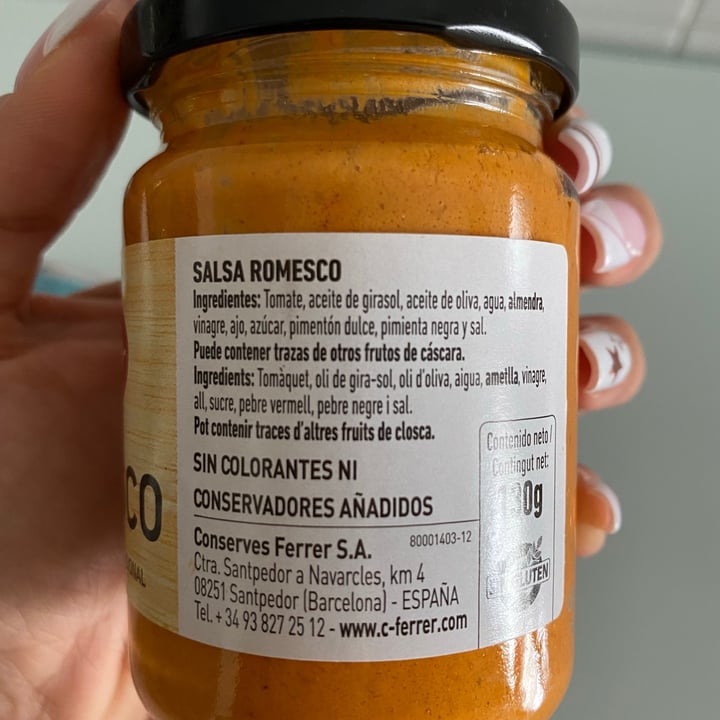 SALSA ROMESCO
Ingredientes: Tomate, aceite de girasol, aceite de oliva, agua, almendra,
vinagre, ajo, azúcar, pimentón dulce, pimienta negra y sal.
Puede contener trazas de otros frutos de cáscara.
Ingredients: Tomàquet, oli de gira-sol, oli d'oliva, aigua, ametlla, vinagre,
all, sucre, pebre vermell, pebre negre i sal.
Pot contenir traces d'altres fruits de closca.
SIN COLORANTES NI
CONSERVADORES AÑADIDOS
Conserves Ferrer S.A.
80001403-12
Ctra. Santpedor a Navarcles, km 4
08251 Santpedor (Barcelona) - ESPAÑA
Tel. + 34 93 827 25 12 - www.c-ferrer.com
Contenido neto /
Contingut net:
CO